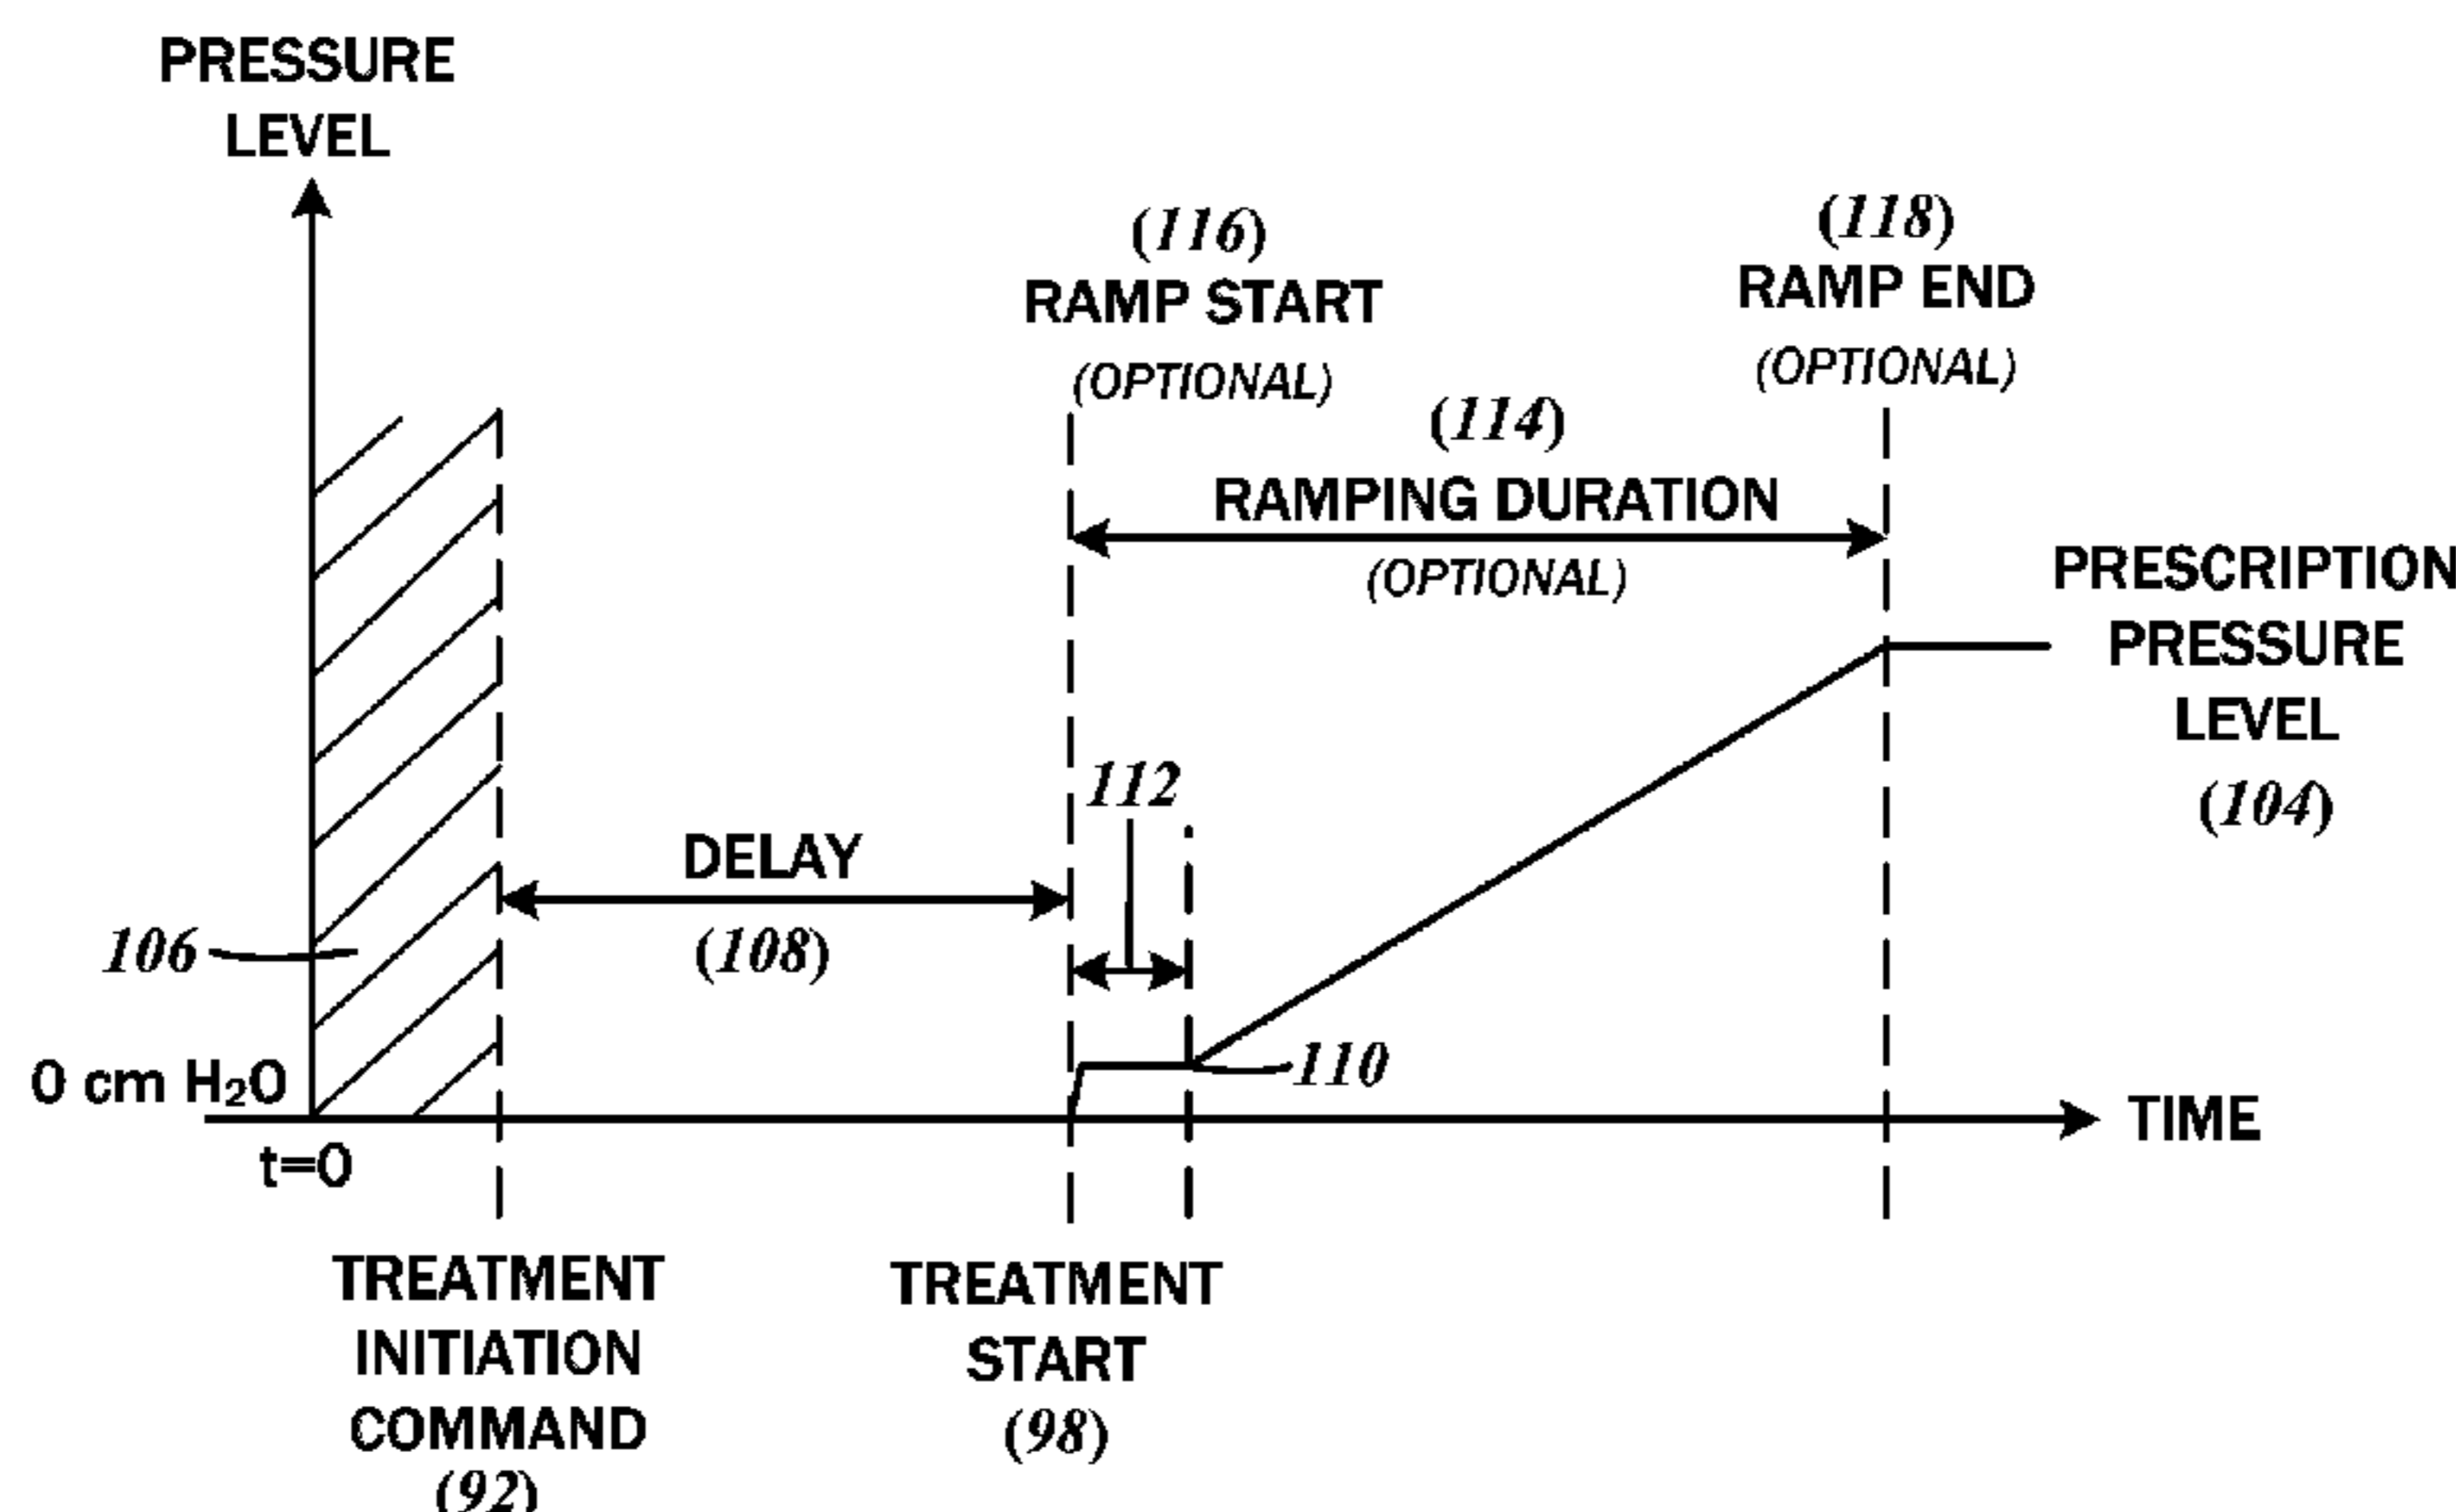 PRESSURE
LEVEL
(116)
RAMP START
(OPTIONAL)
(118)
RAMP END
(OPTIONAL)
(114)
RAMPING DURATION
(OPTIONAL)
PRESCRIPTION
PRESSURE
LEVEL
(104)
112
DELAY
(108)
106
110
0 cm H₂O
t=0
TIME
TREATMENT
INITIATION
COMMAND
(92)
TREATMENT
START
(98)